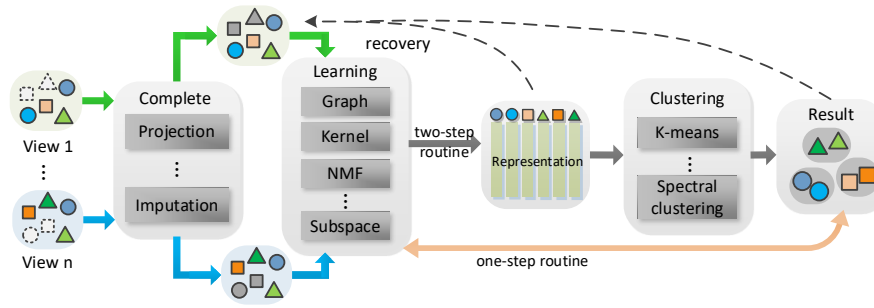 View 1
⋮
View n
Complete
Projection
⋮
Imputation
recovery
Learning
Graph
Kernel
NMF
⋮
Subspace
two-step
routine
Representation
Clustering
K-means
⋮
Spectral
clustering
Result
one-step routine